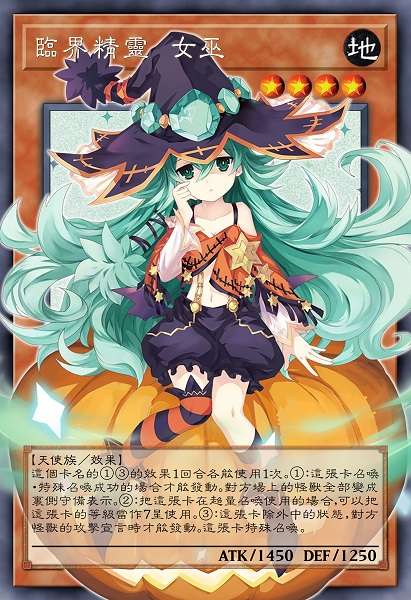 臨界精靈　女巫
地
【天使族／效果】
這個卡名的①③的效果1回合各能使用1次。①:這張卡召喚
・特殊召喚成功的場合才能發動。對方場上的怪獸全部變成
裏側守備表示。②:把這張卡在超量召喚使用的場合,可以把
這張卡的等級當作7星使用。③:這張卡除外中的狀態,對方
怪獸的攻擊宣言時才能發動。這張卡特殊召喚。
ATK/1450 DEF/1250